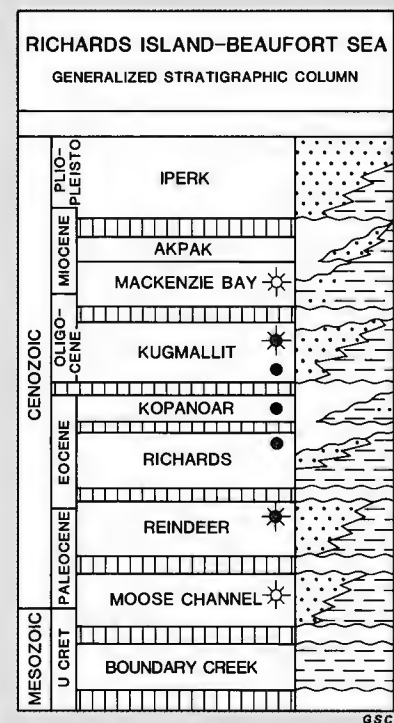 RICHARDS ISLAND–BEAUFORT SEA
GENERALIZED STRATIGRAPHIC COLUMN
CENOZOIC
MESOZOIC
PLIO-
PLEISTO
MIOCENE
OLIGO-
CENE
EOCENE
PALEOCENE
U CRET
IPERK
AKPAK
MACKENZIE BAY
KUGMALLIT
KOPANOAR
RICHARDS
REINDEER
MOOSE CHANNEL
BOUNDARY CREEK
GSC